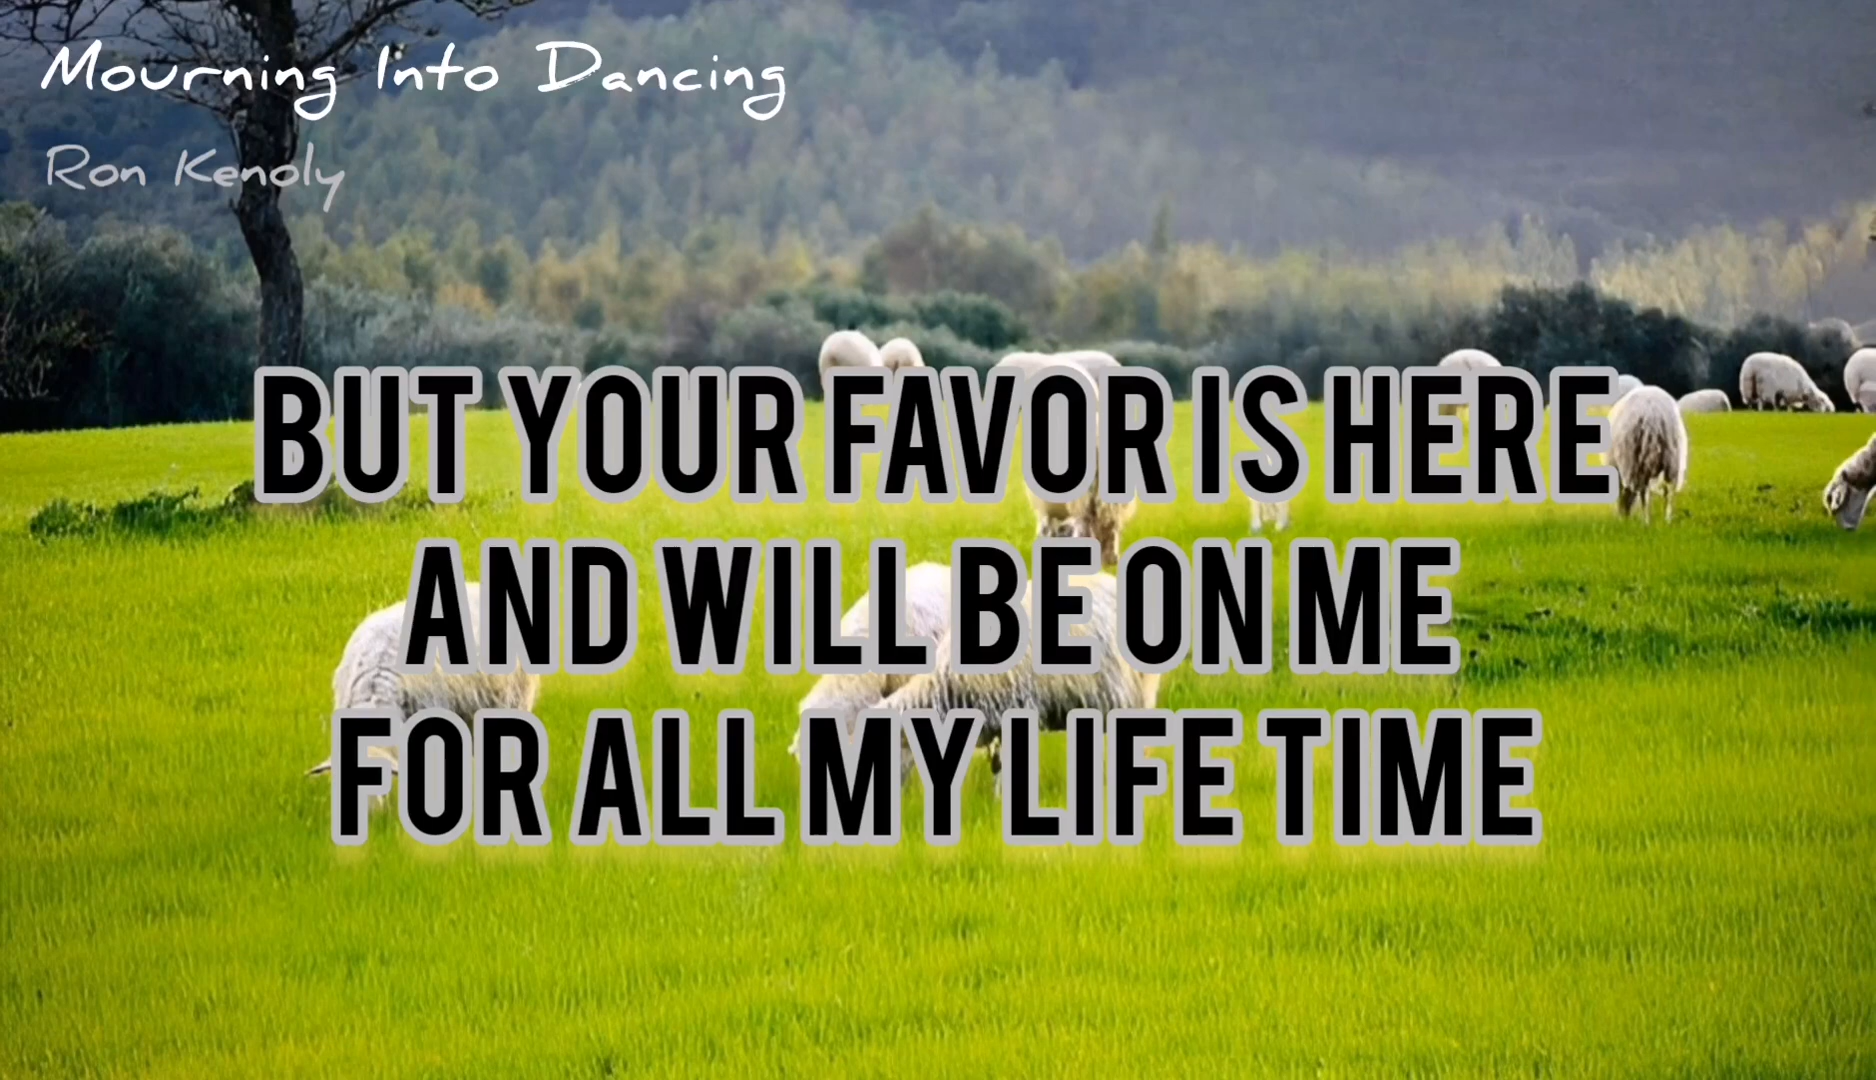 Mourning Into Dancing
Ron Kenoly
BUT YOUR FAVOR IS HERE
AND WILL BE ON ME
FOR ALL MY LIFE TIME